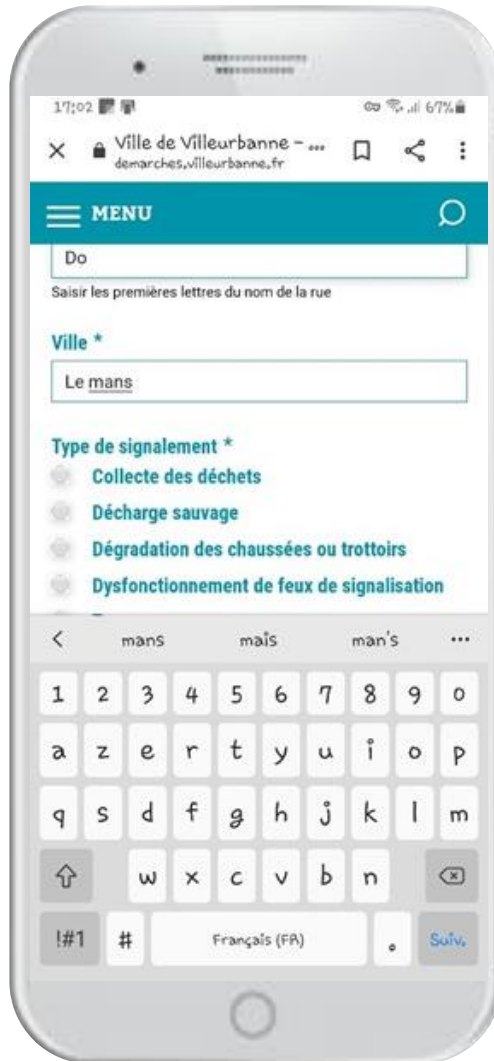 17:02
67%
Ville de Villeurbanne - ...
demarches.villeurbanne.fr
MENU
Do
Saisir les premières lettres du nom de la rue
Ville *
Le mans
Type de signalement *
Collecte des déchets
Décharge sauvage
Dégradation des chaussées ou trottoirs
Dysfonctionnement de feux de signalisation
mans maïs man's ...
1 2 3 4 5 6 7 8 9 0
a z e r t y u i o p
q s d f g h j k l m
w x c v b n
!#1 # Français (FR) . Suiv.